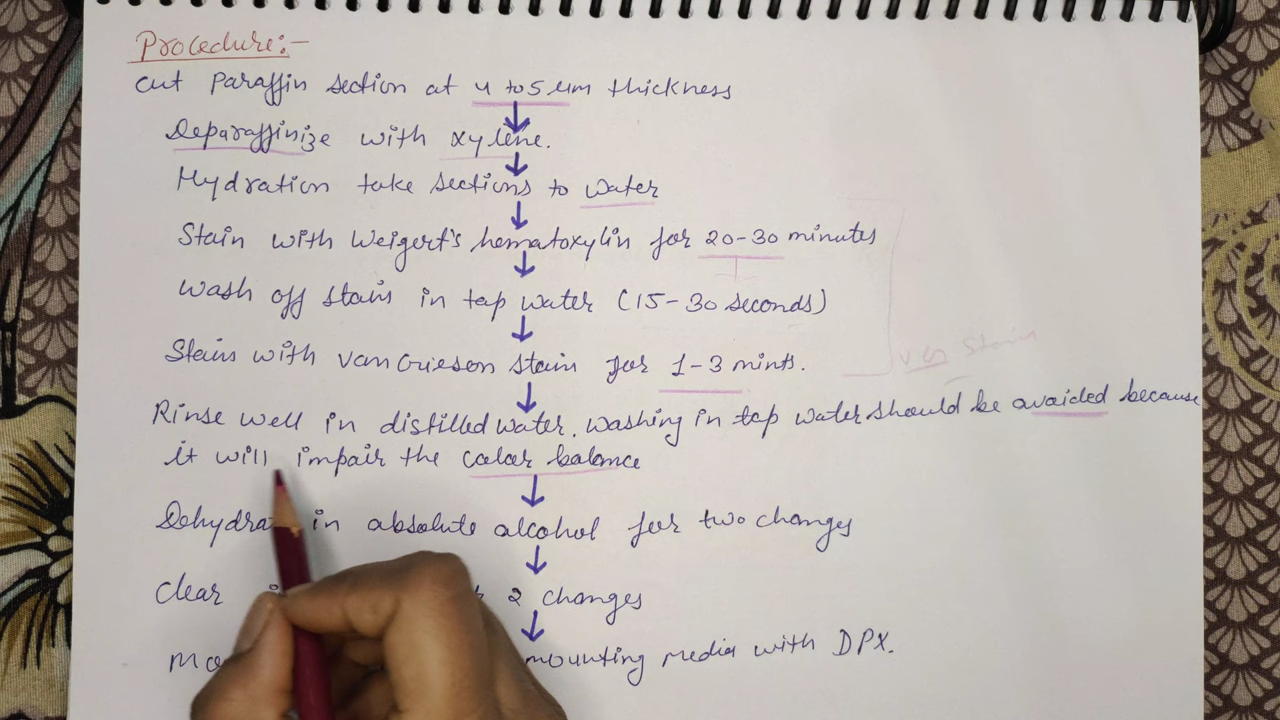 Procedure:-
Cut Paraffin section at 4 to 5 µm thickness
Deparaffinize with xylene.
Hydration take sections to water
Stain with Weigert's hematoxylin for 20-30 minutes
Wash off stain in tap water (15-30 seconds)
Stain with van Grieson stain for 1-3 mints.
Rinse well in distilled water. washing in tap water should be avoided because
it will impair the color balance
in absolute alcohol for two changes
Clear 2 changes
mounting media with DPX.